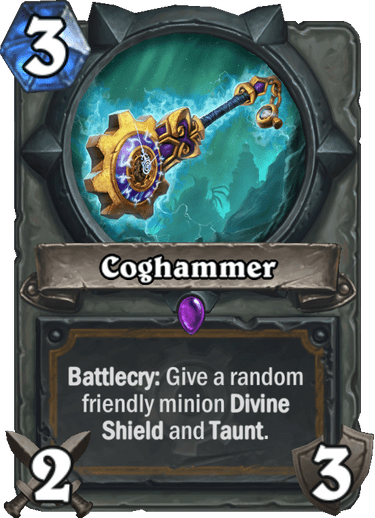 3
Coghammer
Battlecry: Give a random
friendly minion Divine
Shield and Taunt.
2
3